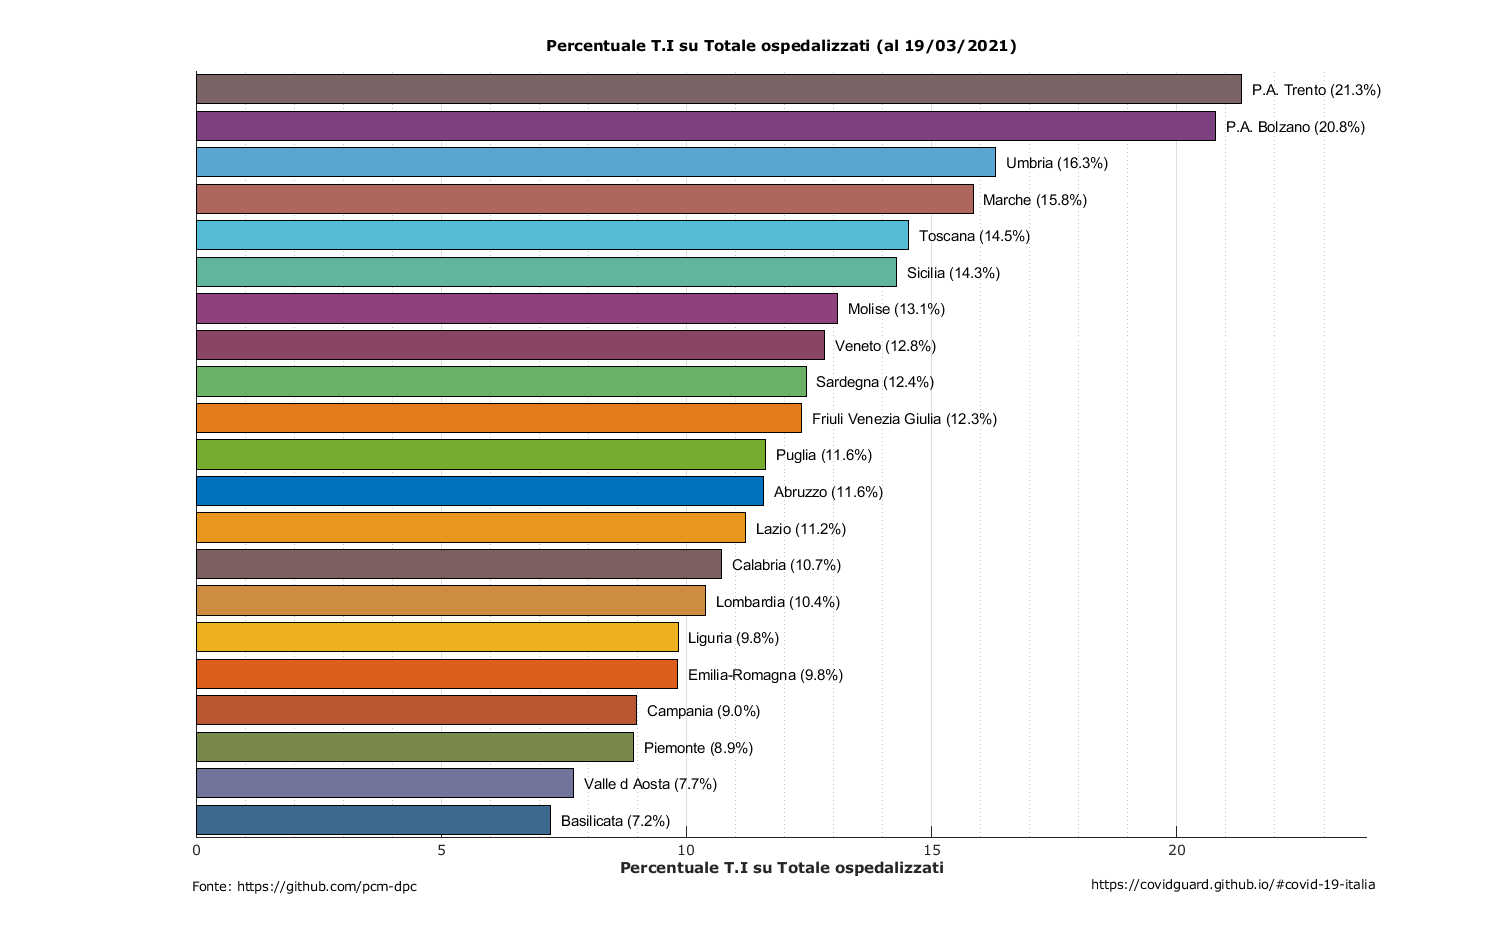 Percentuale T.I su Totale ospedalizzati (al 19/03/2021)
P.A. Trento (21.3%)
P.A. Bolzano (20.8%)
Umbria (16.3%)
Marche (15.8%)
Toscana (14.5%)
Sicilia (14.3%)
Molise (13.1%)
Veneto (12.8%)
Sardegna (12.4%)
Friuli Venezia Giulia (12.3%)
Puglia (11.6%)
Abruzzo (11.6%)
Lazio (11.2%)
Calabria (10.7%)
Lombardia (10.4%)
Liguria (9.8%)
Emilia-Romagna (9.8%)
Campania (9.0%)
Piemonte (8.9%)
Valle d Aosta (7.7%)
Basilicata (7.2%)
0 5 10 15 20
Percentuale T.I su Totale ospedalizzati
Fonte: https://github.com/pcm-dpc
https://covidguard.github.io/#covid-19-italia